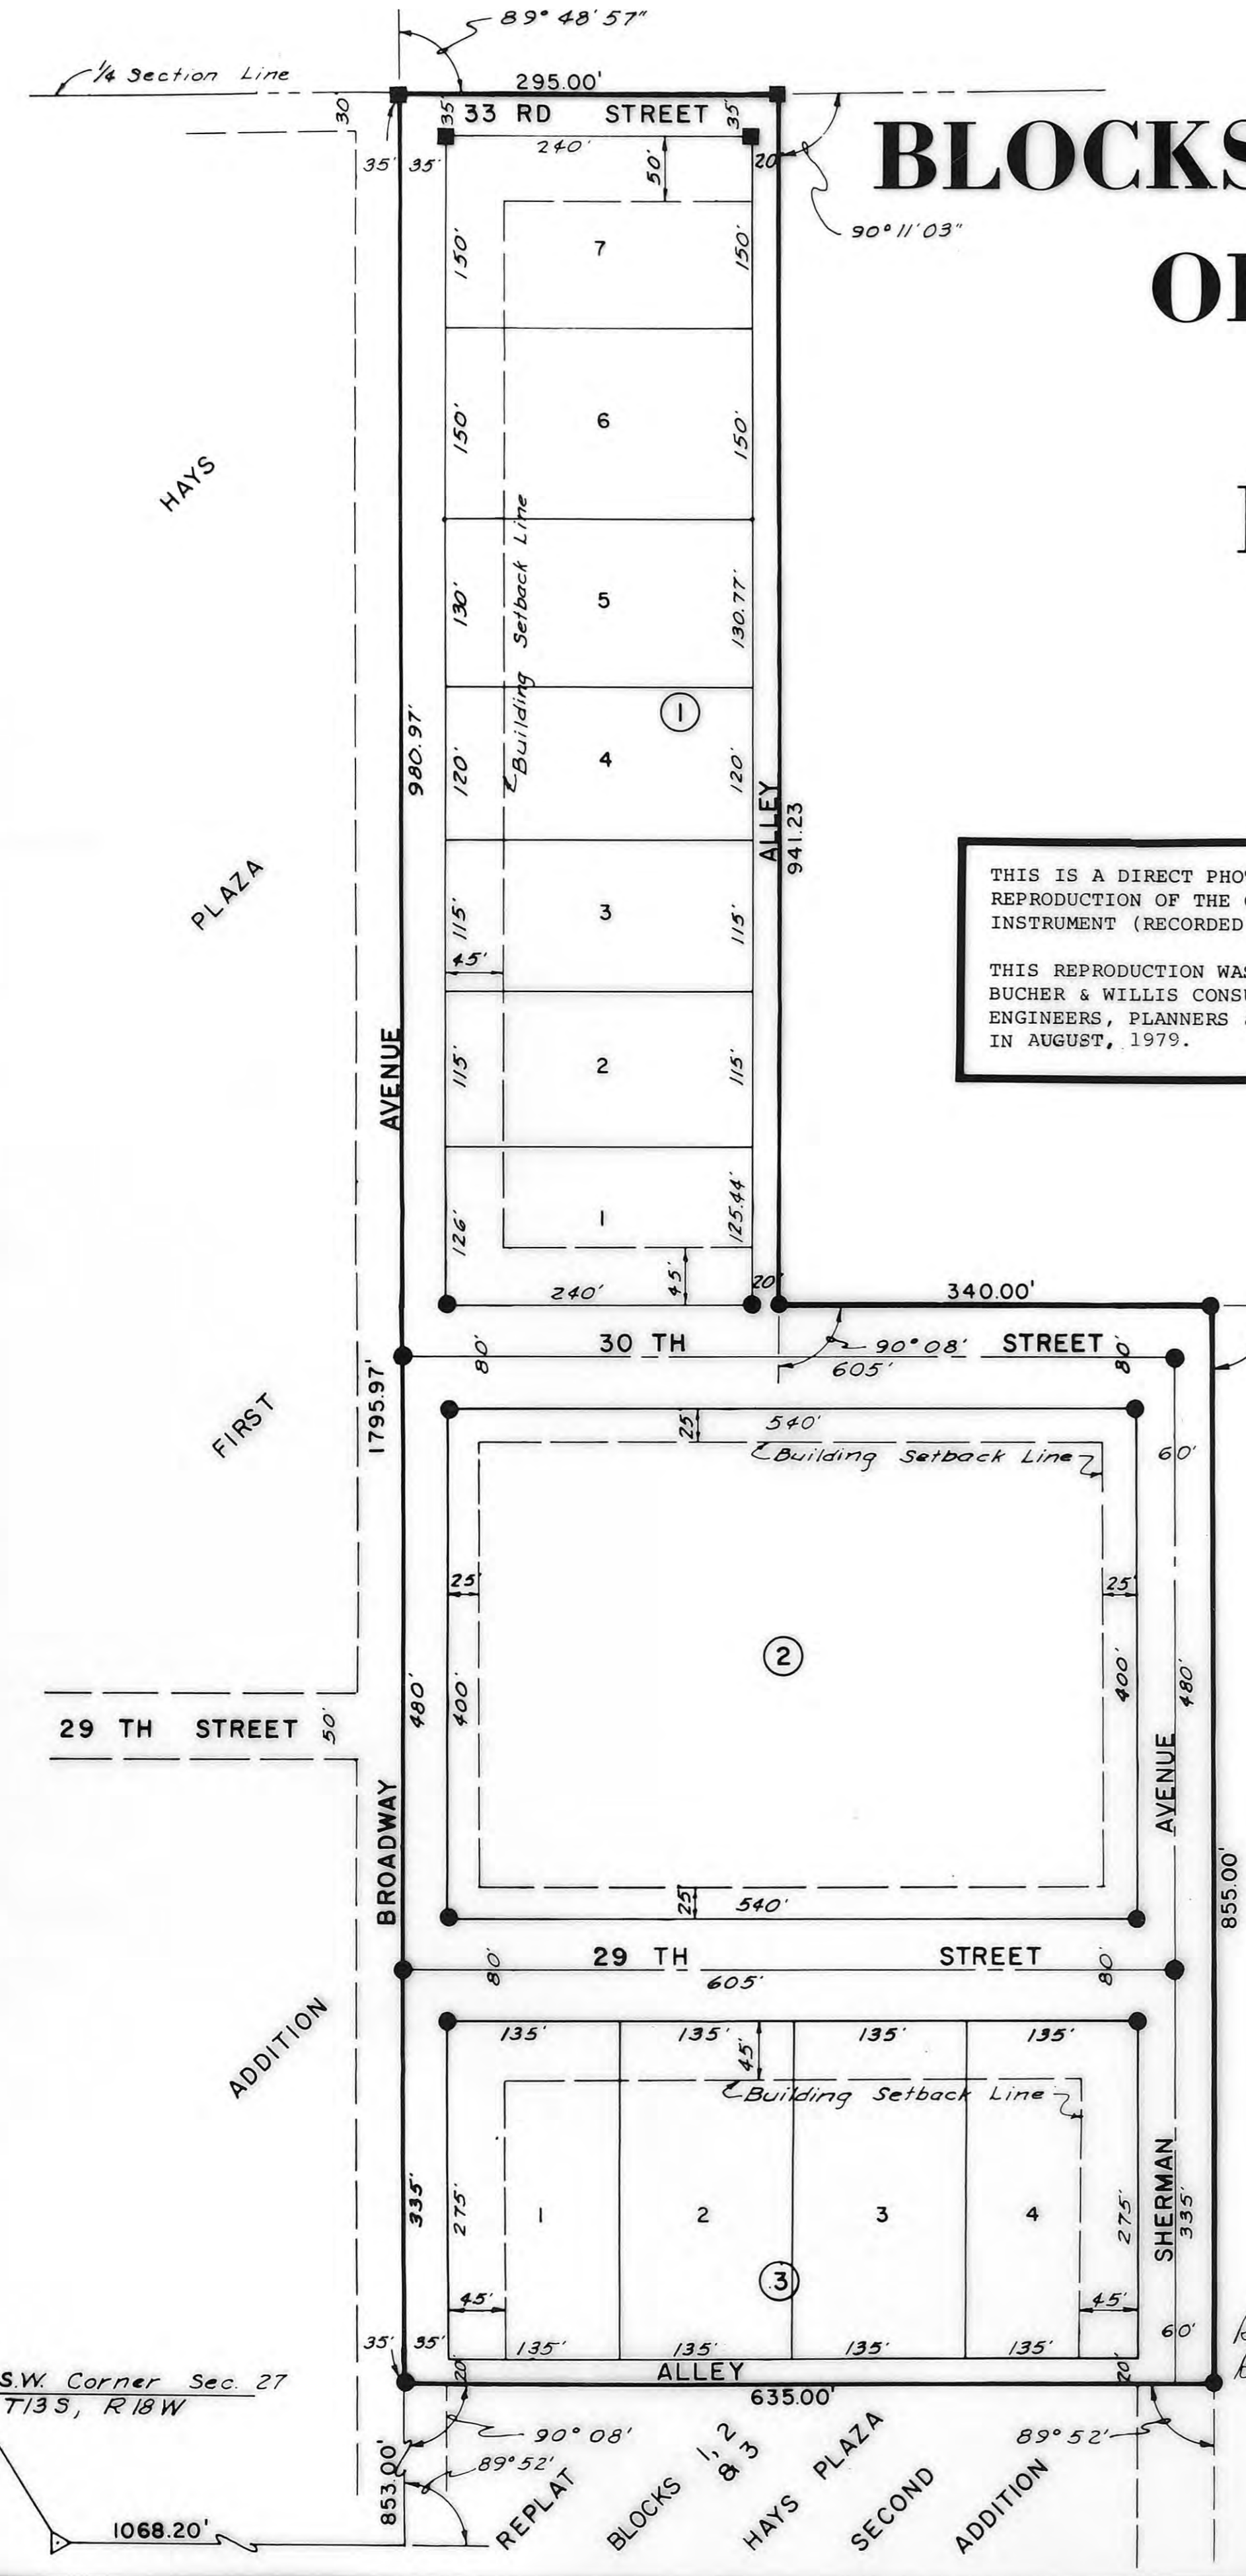 89° 48' 57"
1/4 Section Line
295.00'
30'
35'
33 RD STREET
35'
BLOCKS
35'
35'
240'
50'
20'
90° 11' 03"
150'
7
150'
150'
6
150'
HAYS
Building Setback Line
130'
5
130.77'
1
980.97'
120'
4
120'
ALLEY
941.23
THIS IS A DIRECT
REPRODUCTION OF THE
INSTRUMENT (RECORDED
THIS REPRODUCTION
BUCHER & WILLIS
ENGINEERS, PLANNERS
IN AUGUST, 1979.
PLAZA
115'
3
115'
45'
AVENUE
115'
2
115'
126'
1
125.44'
45'
20'
240'
340.00'
30 TH STREET
80'
90° 08'
80'
605'
1795.97'
FIRST
25'
540'
Building Setback Line
60'
25'
25'
2
480'
400'
400'
480'
29 TH STREET
50'
AVENUE
BROADWAY
855.00'
25'
540'
29 TH STREET
80'
80'
605'
135'
135'
135'
135'
45'
ADDITION
Building Setback Line
335'
275'
1
2
3
4
275'
SHERMAN
335'
3
45'
45'
60'
35'
35'
135'
135'
135'
135'
20'
ALLEY
20'
635.00'
S.W. Corner Sec. 27
T13S, R18W
90° 08'
89° 52'
89° 52'
853.00'
1068.20'
REPLAT BLOCKS 1, 2 & 3
HAYS PLAZA
SECOND ADDITION